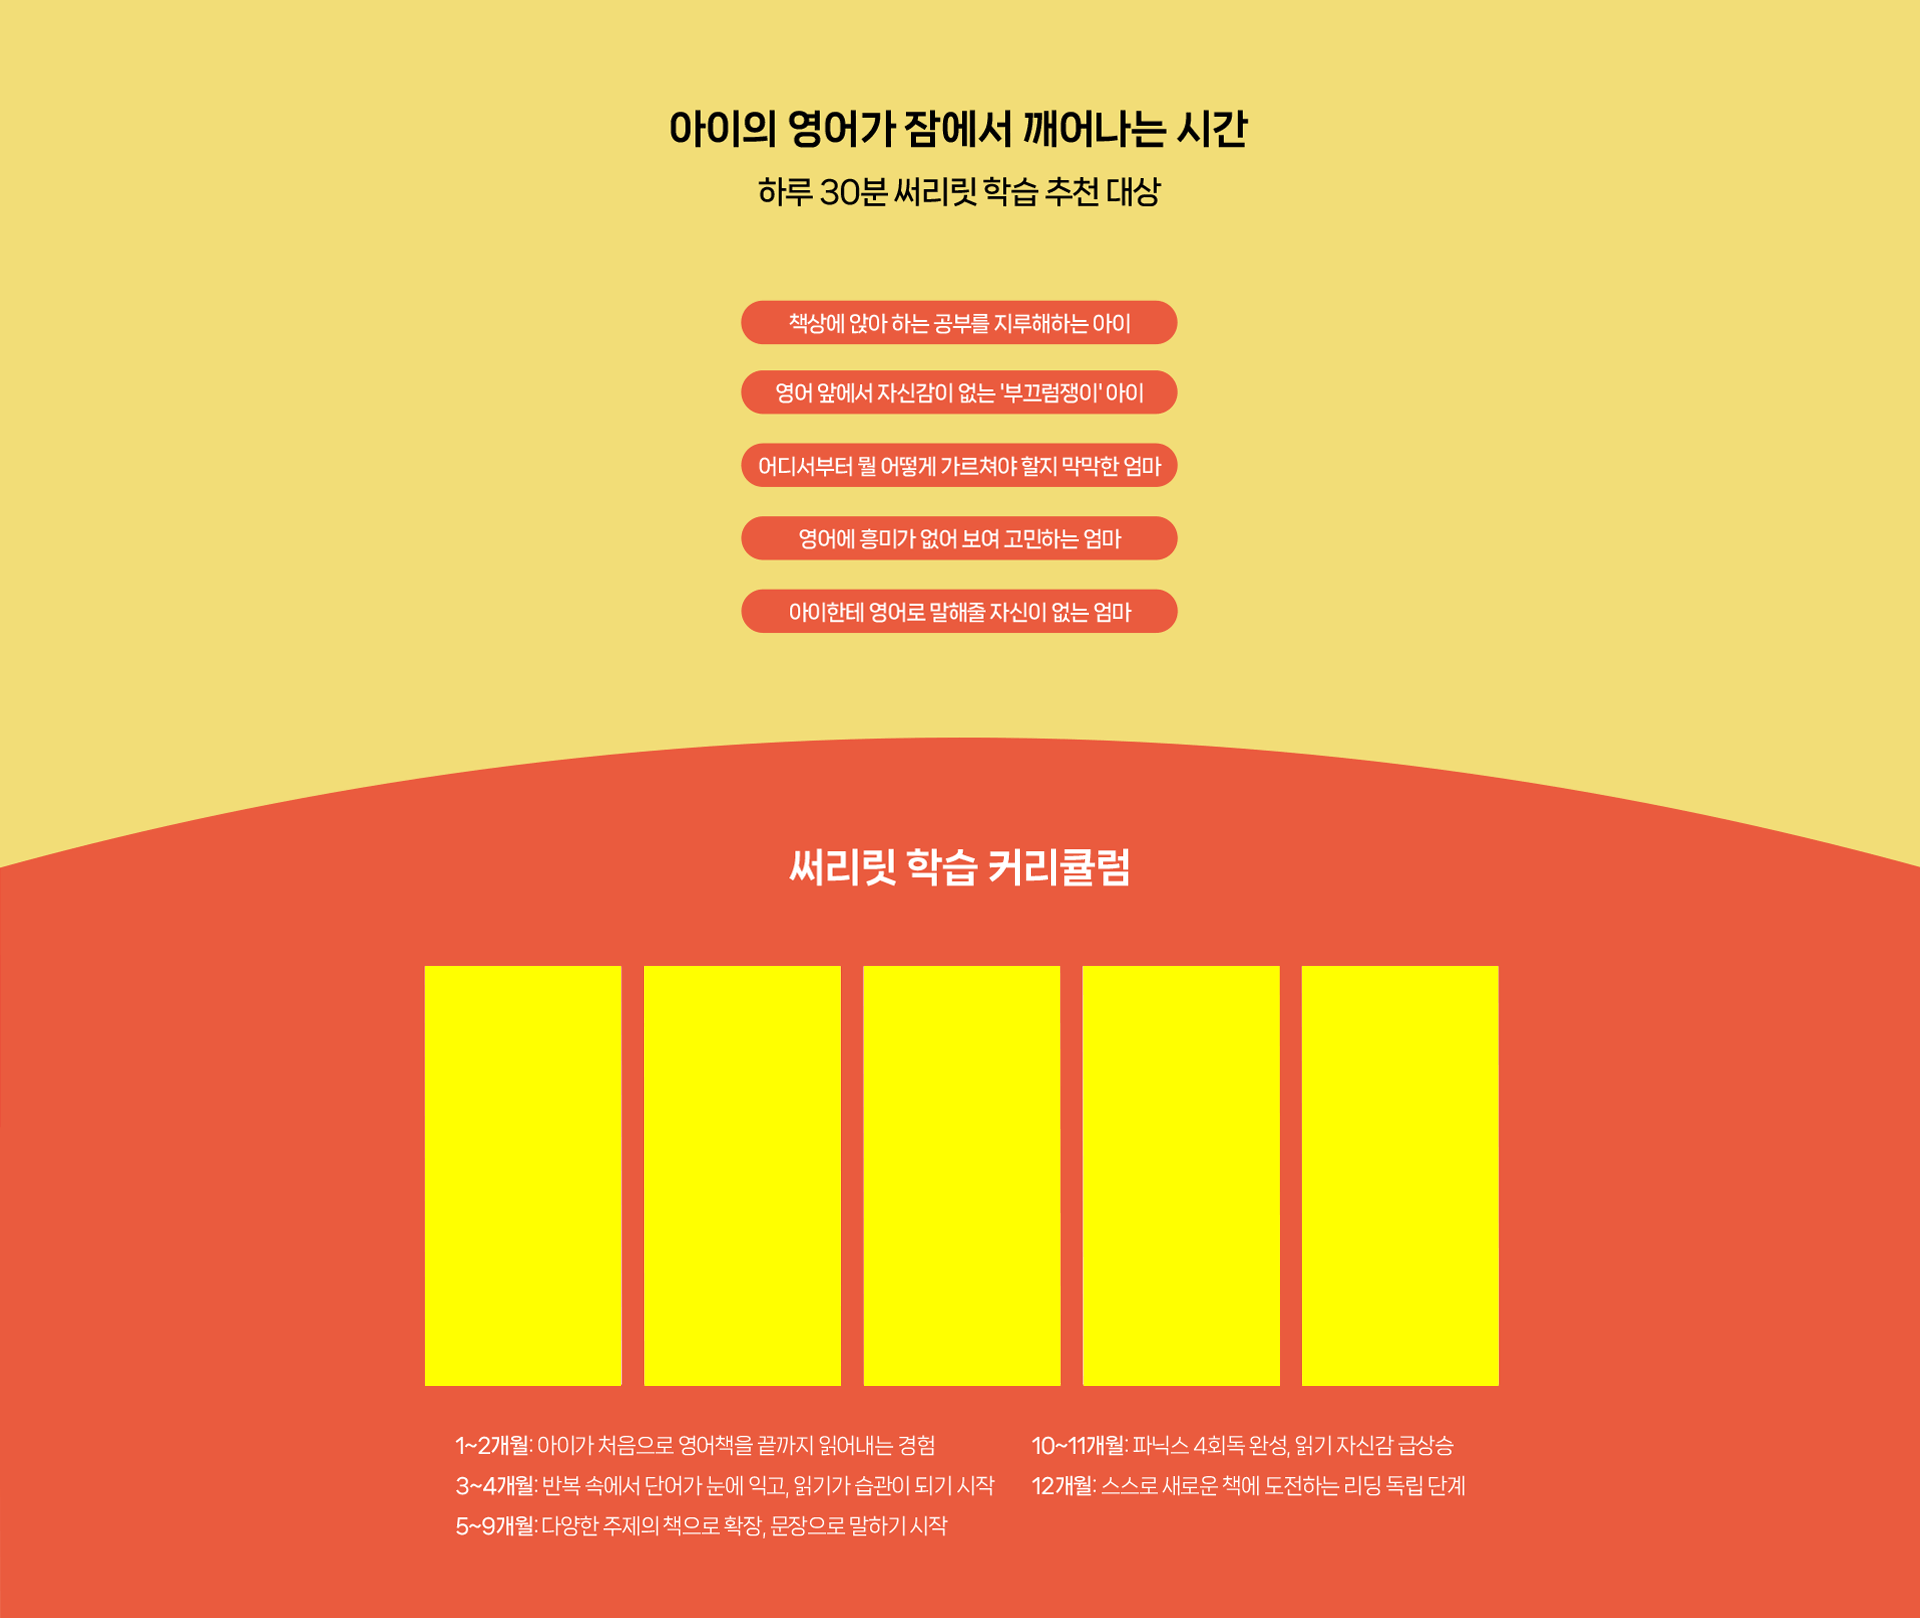 아이의 영어가 잠에서 깨어나는 시간
하루 30분 써리릿 학습 추천 대상
책상에 앉아 하는 공부를 지루해하는 아이
영어 앞에서 자신감이 없는 '부끄럼쟁이' 아이
어디서부터 뭘 어떻게 가르쳐야 할지 막막한 엄마
영어에 흥미가 없어 보여 고민하는 엄마
아이한테 영어로 말해줄 자신이 없는 엄마
써리릿 학습 커리큘럼
1~2개월: 아이가 처음으로 영어책을 끝까지 읽어내는 경험
3~4개월: 반복 속에서 단어가 눈에 익고, 읽기가 습관이 되기 시작
5~9개월: 다양한 주제의 책으로 확장, 문장으로 말하기 시작
10~11개월: 파닉스 4회독 완성, 읽기 자신감 급상승
12개월: 스스로 새로운 책에 도전하는 리딩 독립 단계